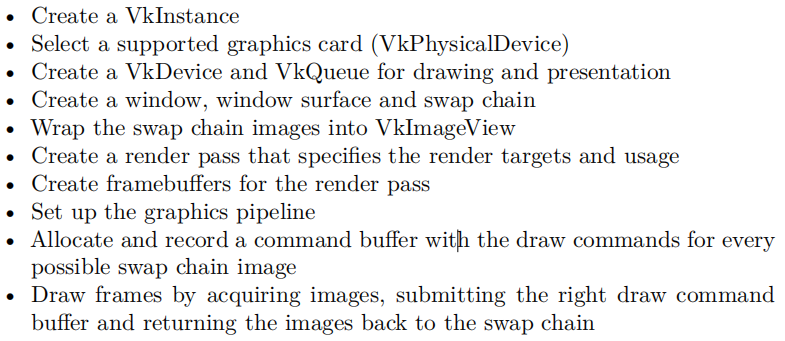 • Create a VkInstance
• Select a supported graphics card (VkPhysicalDevice)
• Create a VkDevice and VkQueue for drawing and presentation
• Create a window, window surface and swap chain
• Wrap the swap chain images into VkImageView
• Create a render pass that specifies the render targets and usage
• Create framebuffers for the render pass
• Set up the graphics pipeline
• Allocate and record a command buffer with the draw commands for every
possible swap chain image
• Draw frames by acquiring images, submitting the right draw command
buffer and returning the images back to the swap chain